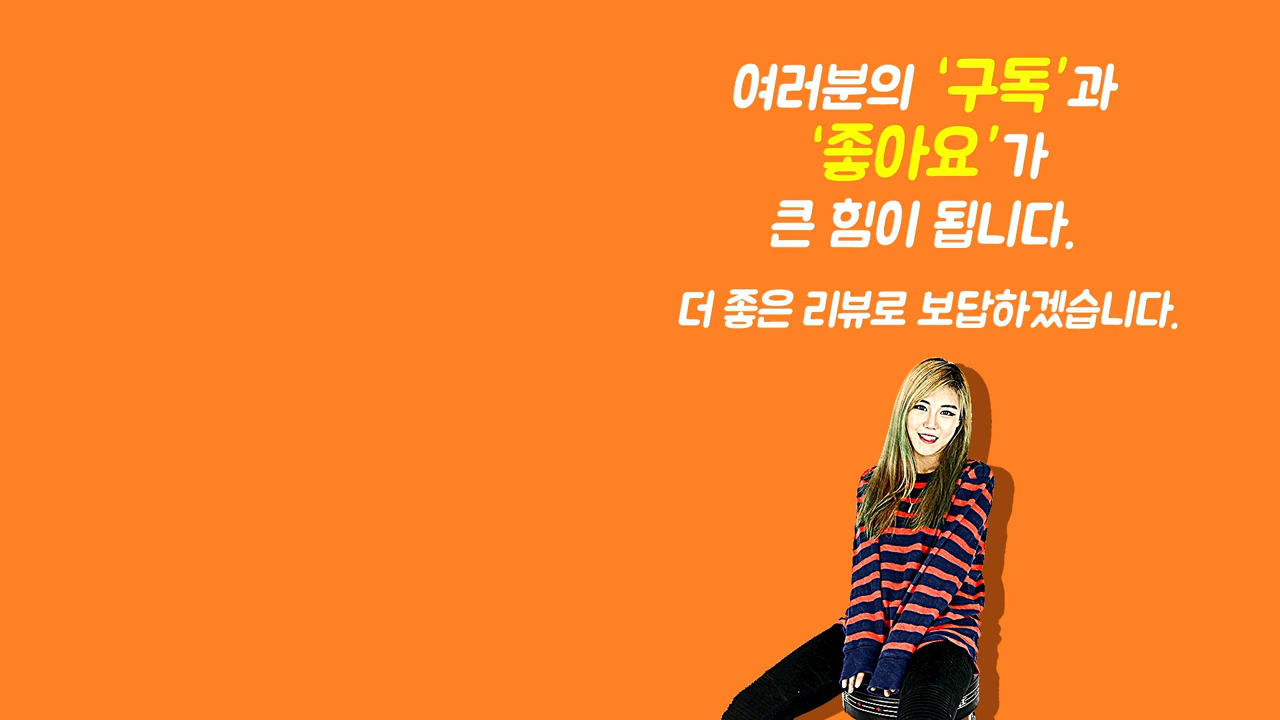 여러분의 '구독'과
'좋아요'가
큰 힘이 됩니다.
더 좋은 리뷰로 보답하겠습니다.